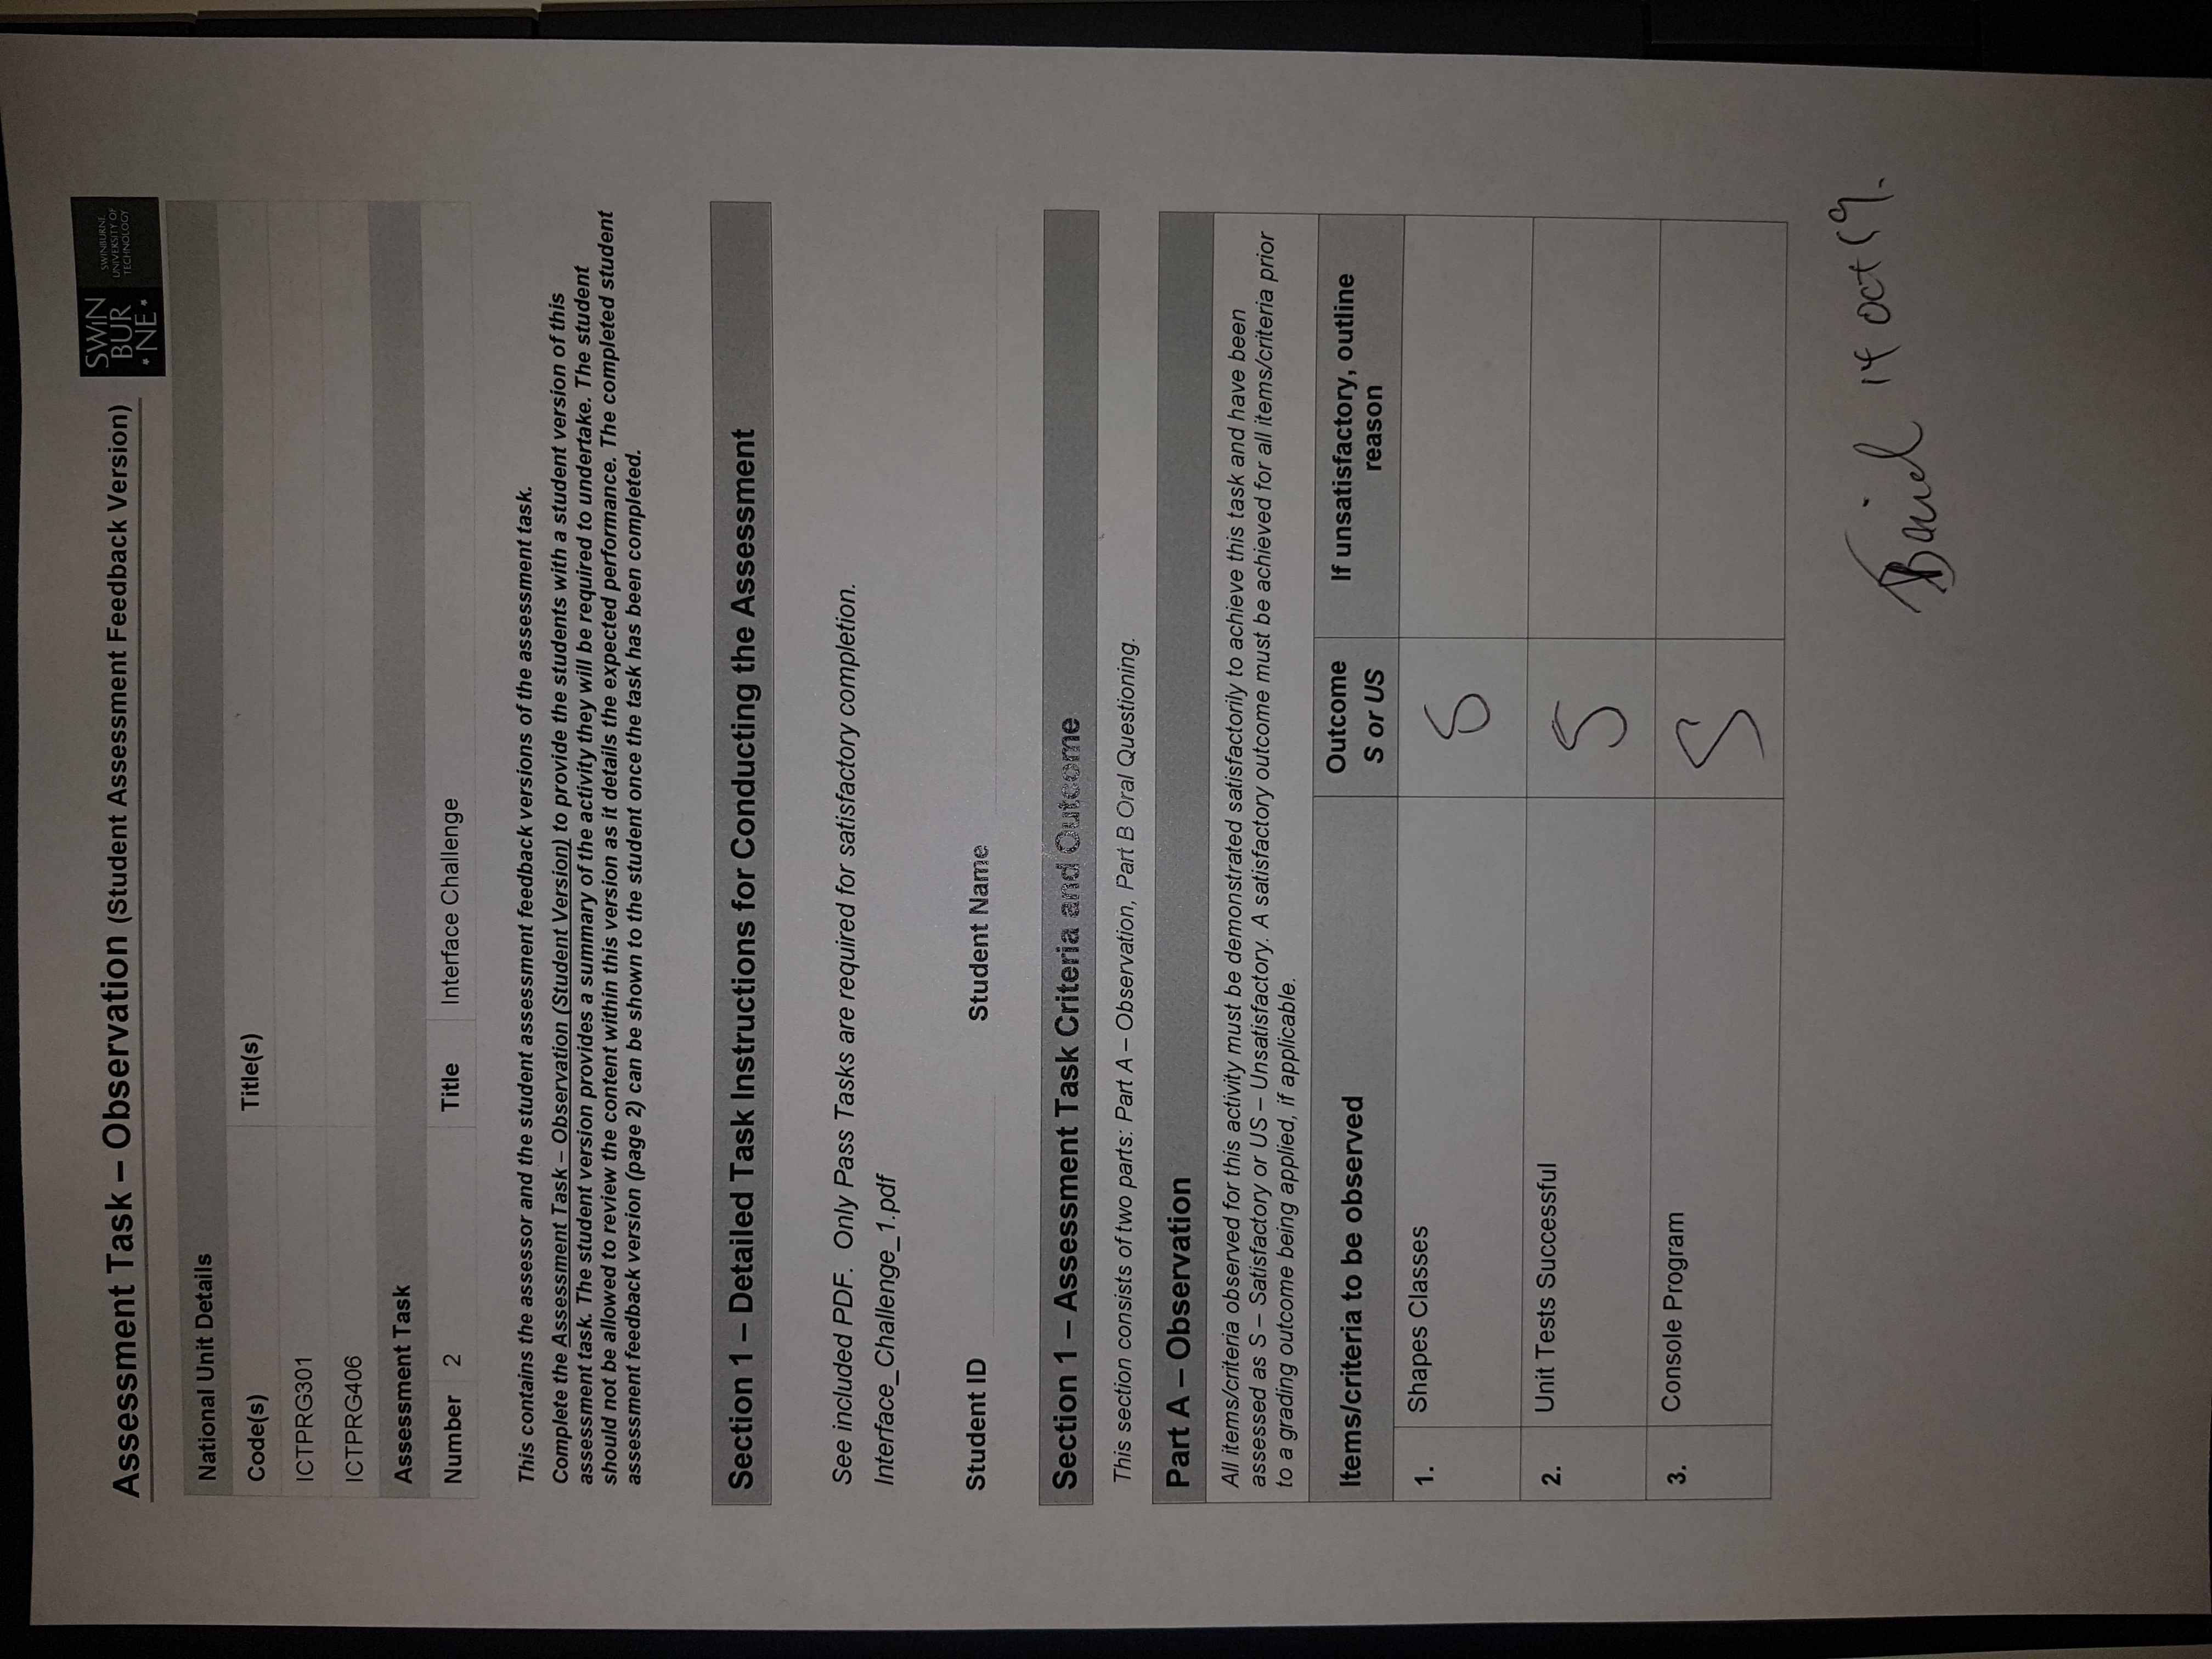 Assessment Task – Observation (Student Assessment Feedback Version)
SWIN
BUR
* NE *
SWINBURNE
UNIVERSITY OF
TECHNOLOGY
National Unit Details
Code(s) Title(s)
ICTPRG301
ICTPRG406
Assessment Task
Number 2 Title Interface Challenge
This contains the assessor and the student assessment feedback versions of the assessment task.
Complete the Assessment Task – Observation (Student Version) to provide the students with a student version of this
assessment task. The student version provides a summary of the activity they will be required to undertake. The student
should not be allowed to review the content within this version as it details the expected performance. The completed student
assessment feedback version (page 2) can be shown to the student once the task has been completed.
Section 1 – Detailed Task Instructions for Conducting the Assessment
See included PDF. Only Pass Tasks are required for satisfactory completion.
Interface_Challenge_1.pdf
Student ID Student Name
Section 1 – Assessment Task Criteria and Outcome
This section consists of two parts: Part A – Observation, Part B Oral Questioning.
Part A – Observation
All items/criteria observed for this activity must be demonstrated satisfactorily to achieve this task and have been
assessed as S – Satisfactory or US – Unsatisfactory. A satisfactory outcome must be achieved for all items/criteria prior
to a grading outcome being applied, if applicable.
Items/criteria to be observed
Outcome
S or US
If unsatisfactory, outline
reason
1. Shapes Classes S
2. Unit Tests Successful S
3. Console Program S
14 Oct 19.